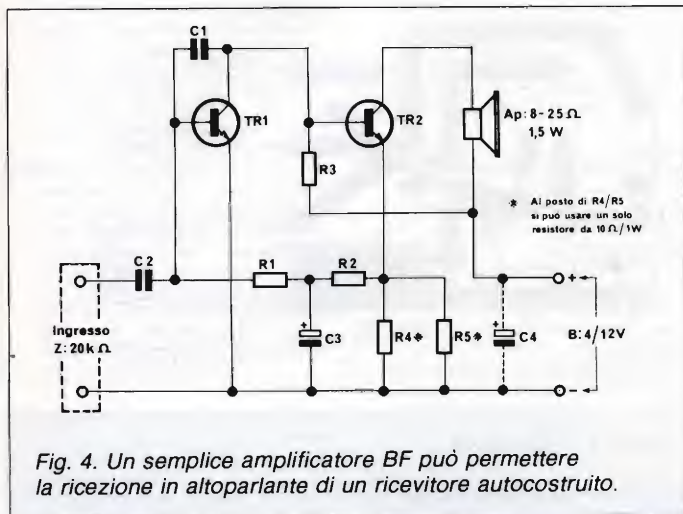 C1
TR1
TR2
Ap: 8-25 Ω
1,5 W
R3
* Al posto di R4/R5
si può usare un solo
resistore da 10 Ω/1W
C2
R1
R2
Ingresso
Z: 20k Ω
+
C3
R4*
R5*
+
C4
+
B: 4/12V
-
Fig. 4. Un semplice amplificatore BF può permettere
la ricezione in altoparlante di un ricevitore autocostruito.